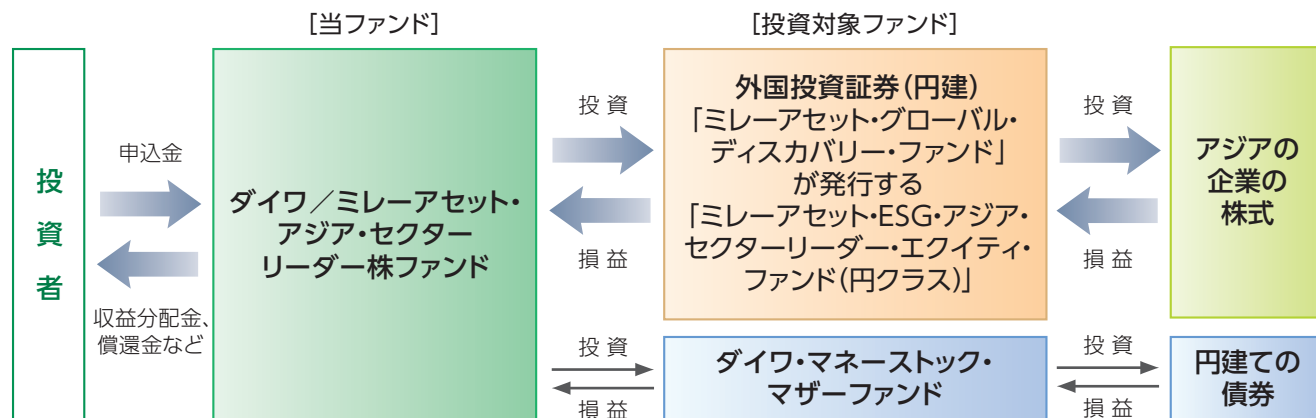 [当ファンド]
[投資対象ファンド]
投資者
申込金
収益分配金、
償還金など
ダイワ／ミレーアセット・
アジア・セクター
リーダー株ファンド
投資
損益
外国投資証券(円建)
「ミレーアセット・グローバル・
ディスカバリー・ファンド」
が発行する
「ミレーアセット・ESG・アジア・
セクターリーダー・エクイティ・
ファンド(円クラス)」
投資
損益
アジアの
企業の
株式
投資
損益
ダイワ・マネーストック・
マザーファンド
投資
損益
円建ての
債券